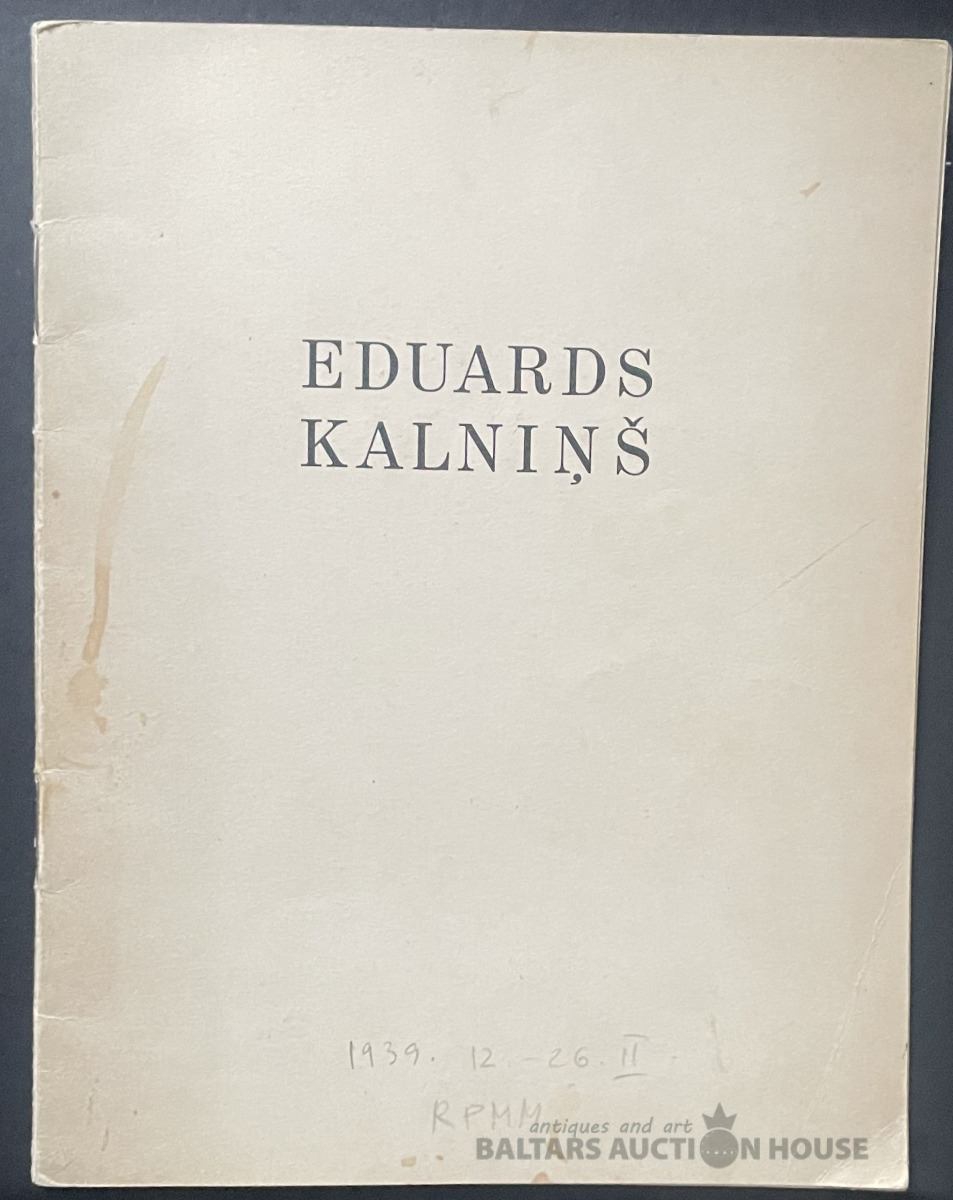 EDUARDS
KALNIŅŠ
1939. 12. - 26. II
RPMM
antiques and art
BALTARS AUCTION HOUSE